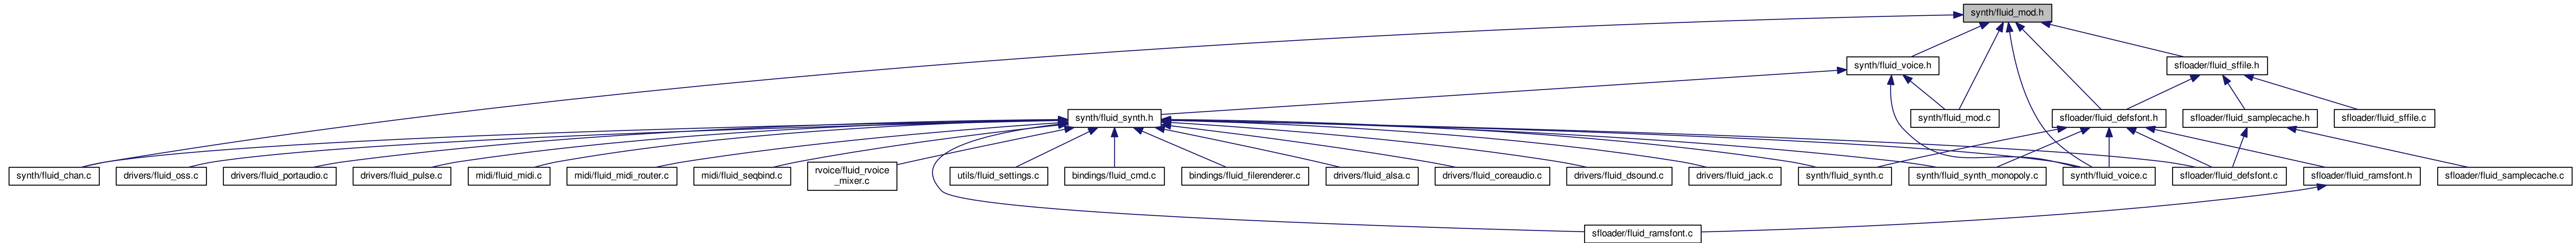 synth/fluid_mod.h
synth/fluid_voice.h
sfloader/fluid_sffile.h
synth/fluid_synth.h
synth/fluid_mod.c
sfloader/fluid_defsfont.h
sfloader/fluid_samplecache.h
sfloader/fluid_sffile.c
synth/fluid_chan.c
drivers/fluid_oss.c
drivers/fluid_portaudio.c
drivers/fluid_pulse.c
midi/fluid_midi.c
midi/fluid_midi_router.c
midi/fluid_seqbind.c
rvoice/fluid_rvoice
_mixer.c
utils/fluid_settings.c
bindings/fluid_cmd.c
bindings/fluid_filerenderer.c
drivers/fluid_alsa.c
drivers/fluid_coreaudio.c
drivers/fluid_dsound.c
drivers/fluid_jack.c
synth/fluid_synth.c
synth/fluid_synth_monopoly.c
synth/fluid_voice.c
sfloader/fluid_defsfont.c
sfloader/fluid_ramsfont.h
sfloader/fluid_samplecache.c
sfloader/fluid_ramsfont.c